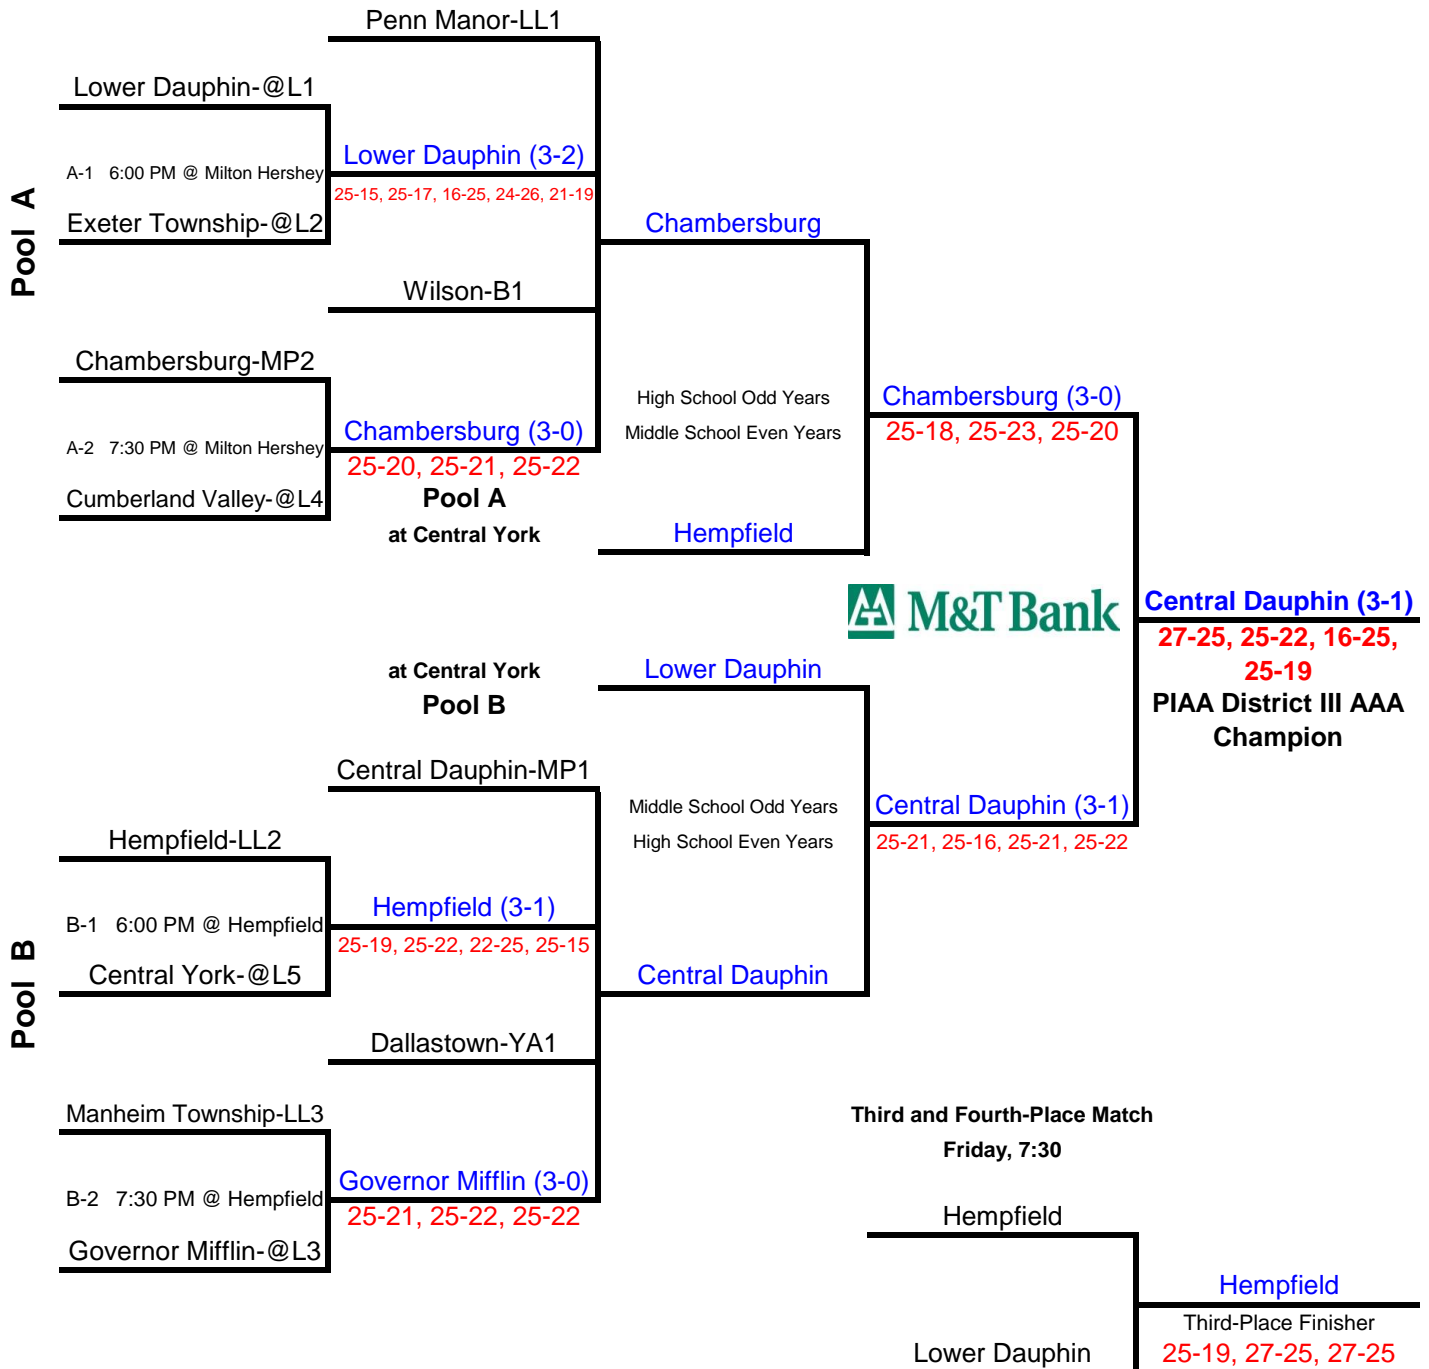 Penn Manor-LL1
Lower Dauphin-@L1
A-1 6:00 PM @ Milton Hershey
Lower Dauphin (3-2)
25-15, 25-17, 16-25, 24-26, 21-19
Exeter Township-@L2
Pool A
Chambersburg
Wilson-B1
Chambersburg-MP2
A-2 7:30 PM @ Milton Hershey
Chambersburg (3-0)
25-20, 25-21, 25-22
Cumberland Valley-@L4
Pool A
at Central York
High School Odd Years
Middle School Even Years
Chambersburg (3-0)
25-18, 25-23, 25-20
Hempfield
M&T Bank
Central Dauphin (3-1)
27-25, 25-22, 16-25,
25-19
PIAA District III AAA
Champion
at Central York
Pool B
Lower Dauphin
Central Dauphin-MP1
Middle School Odd Years
High School Even Years
Central Dauphin (3-1)
25-21, 25-16, 25-21, 25-22
Hempfield-LL2
B-1 6:00 PM @ Hempfield
Hempfield (3-1)
25-19, 25-22, 22-25, 25-15
Central York-@L5
Pool B
Central Dauphin
Dallastown-YA1
Manheim Township-LL3
B-2 7:30 PM @ Hempfield
Governor Mifflin (3-0)
25-21, 25-22, 25-22
Governor Mifflin-@L3
Third and Fourth-Place Match
Friday, 7:30
Hempfield
Hempfield
Third-Place Finisher
25-19, 27-25, 27-25
Lower Dauphin